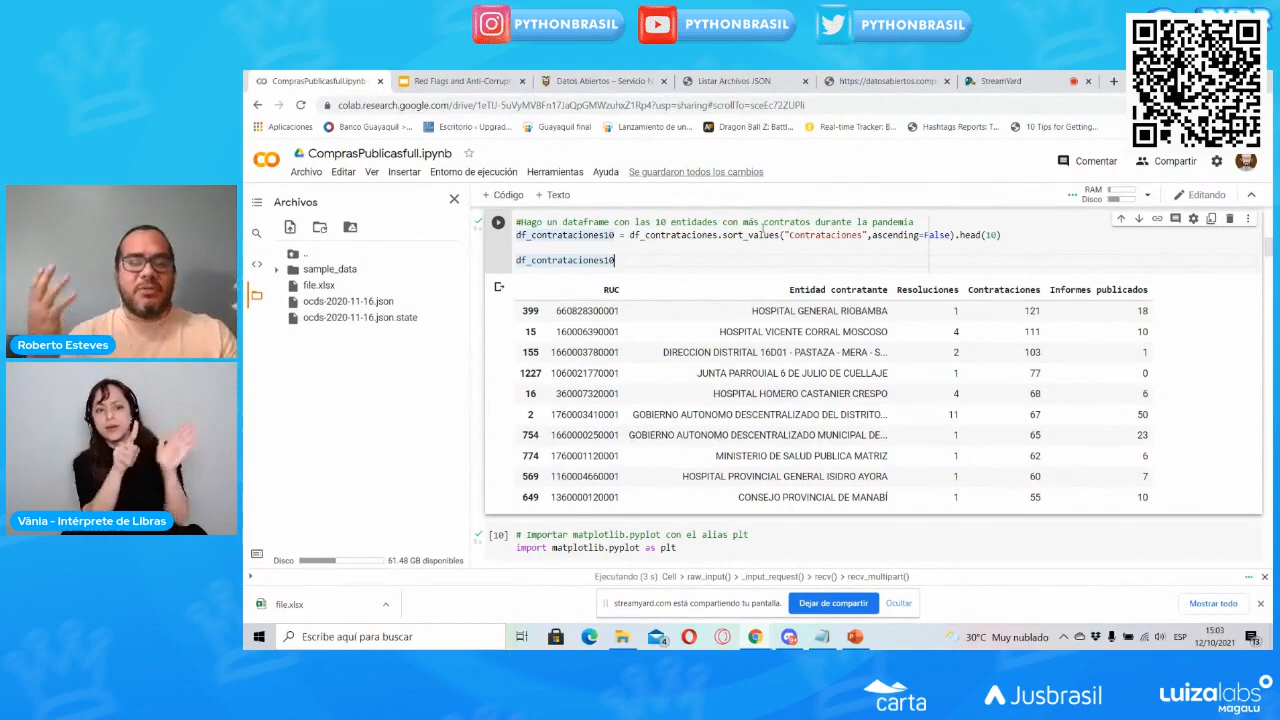 PYTHONBRASIL
PYTHONBRASIL
PYTHONBRASIL
ComprasPublicasfull.ipynb
Red Flags and Anti-Corrupt
Datos Abiertos – Servicio N
Listar Archivos JSON
https://datosabiertos.comp
StreamYard
colab.research.google.com/drive/1eTIJ-5uVyMVBFnTt7JaQpGMWzuhxZ1Rp4?usp=sharing#scrollTo=sceEc72ZUPli
Aplicaciones
Banco Guayaquil >...
Escritorio ‹ Upgrad...
Guayaquil final
Lanzamiento de un...
Dragon Ball Z: Battl...
Real-time Tracker: B...
Hashtags Reports: T...
10 Tips for Getting...
ComprasPublicasfull.ipynb
Comentar
Compartir
Archivo Editar Ver Insertar Entorno de ejecución Herramientas Ayuda Se guardaron todos los cambios
Archivos
+ Código + Texto
RAM
Disco
Editando
..
sample_data
file.xlsx
ocds-2020-11-16.json
ocds-2020-11-16.json.state
#Hago un dataframe con las 10 entidades con más contratos durante la pandemia
df_contrataciones10 = df_contrataciones.sort_values("Contrataciones",ascending=False).head(10)
df_contrataciones10
RUC Entidad contratante Resoluciones Contrataciones Informes publicados
399 660828300001 HOSPITAL GENERAL RIOBAMBA 1 121 18
15 160006390001 HOSPITAL VICENTE CORRAL MOSCOSO 4 111 10
155 1660003780001 DIRECCION DISTRITAL 16D01 - PASTAZA - MERA - S... 2 103 1
1227 1060021770001 JUNTA PARROUIAL 6 DE JULIO DE CUELLAJE 1 77 0
16 360007320001 HOSPITAL HOMERO CASTANIER CRESPO 4 68 6
2 1760003410001 GOBIERNO AUTONOMO DESCENTRALIZADO DEL DISTRITO... 11 67 50
754 1660000250001 GOBIERNO AUTONOMO DESCENTRALIZADO MUNICIPAL DE... 1 65 23
774 1760001120001 MINISTERIO DE SALUD PUBLICA MATRIZ 1 62 6
569 1160004660001 HOSPITAL PROVINCIAL GENERAL ISIDRO AYORA 1 60 7
649 1360000120001 CONSEJO PROVINCIAL DE MANABÍ 1 55 10
[10] # Importar matplotlib.pyplot con el alias plt
import matplotlib.pyplot as plt
Disco 61.48 GB disponibles
Ejecutando (3 s) Cell > raw_input() > _input_request() > recv() > recv_multipart()
file.xlsx
streamyard.com está compartiendo tu pantalla.
Dejar de compartir
Ocultar
Mostrar todo
Escribe aquí para buscar
4
30°C Muy nublado
ESP
15:03
12/10/2021
13
Roberto Esteves
Vânia - Intérprete de Libras
carta
Jusbrasil
luizalabs
MAGALU